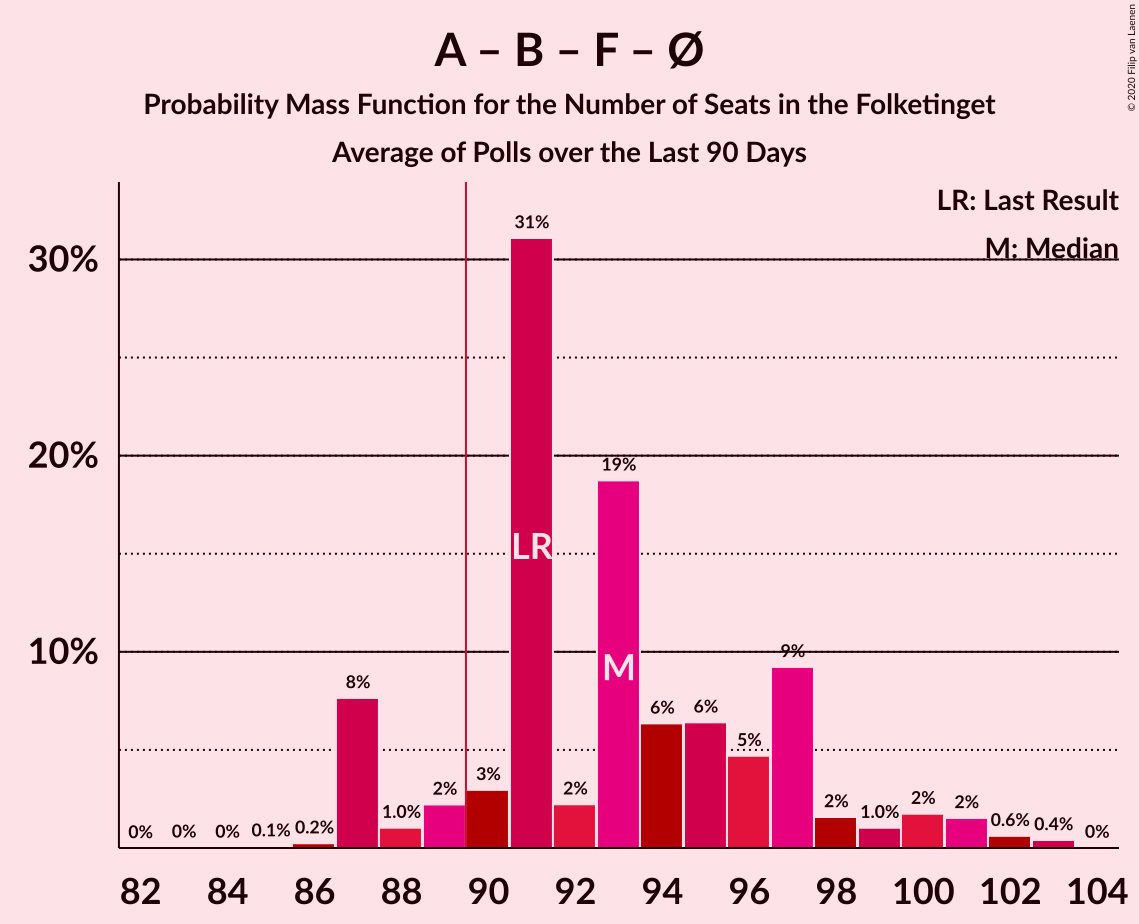 A – B – F – Ø
Probability Mass Function for the Number of Seats in the Folketinget
Average of Polls over the Last 90 Days
© 2020 Filip van Laenen
LR: Last Result
M: Median
30%
20%
10%
0%
0%
0%
0.1%
0.2%
8%
1.0%
2%
3%
31%
2%
19%
6%
6%
5%
9%
2%
1.0%
2%
2%
0.6%
0.4%
0%
LR
M
82 84 86 88 90 92 94 96 98 100 102 104